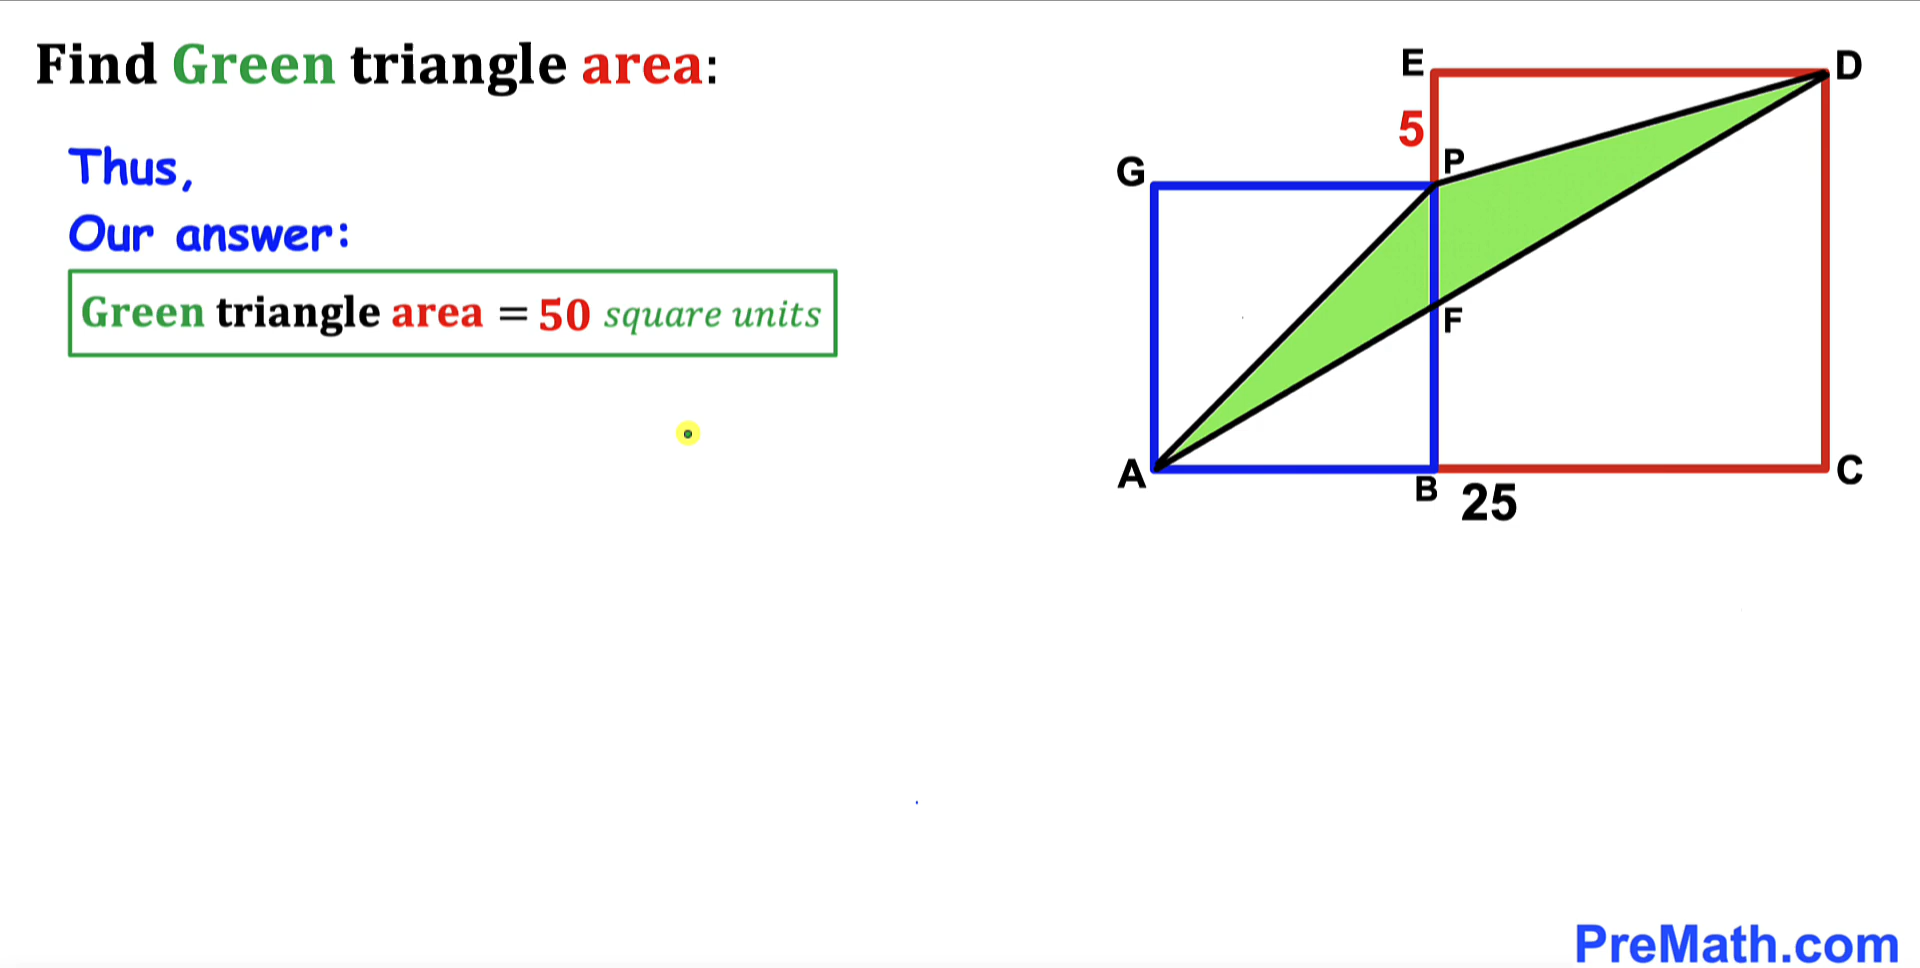 Find Green triangle area:
Thus,
Our answer:
Green triangle area = 50 square units
E
D
5
P
G
F
A
B
25
C
PreMath.com